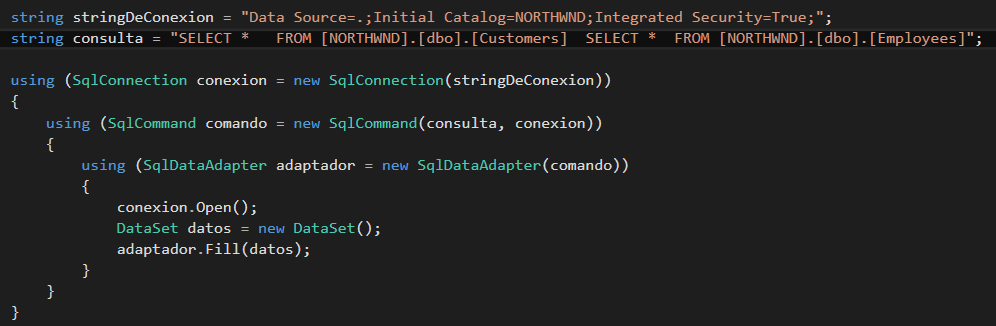 string stringDeConexion = "Data Source=.;Initial Catalog=NORTHWND;Integrated Security=True;";
string consulta = "SELECT *   FROM [NORTHWND].[dbo].[Customers]  SELECT *  FROM [NORTHWND].[dbo].[Employees]";

using (SqlConnection conexion = new SqlConnection(stringDeConexion))
{
    using (SqlCommand comando = new SqlCommand(consulta, conexion))
    {
        using (SqlDataAdapter adaptador = new SqlDataAdapter(comando))
        {
            conexion.Open();
            DataSet datos = new DataSet();
            adaptador.Fill(datos);
        }
    }
}